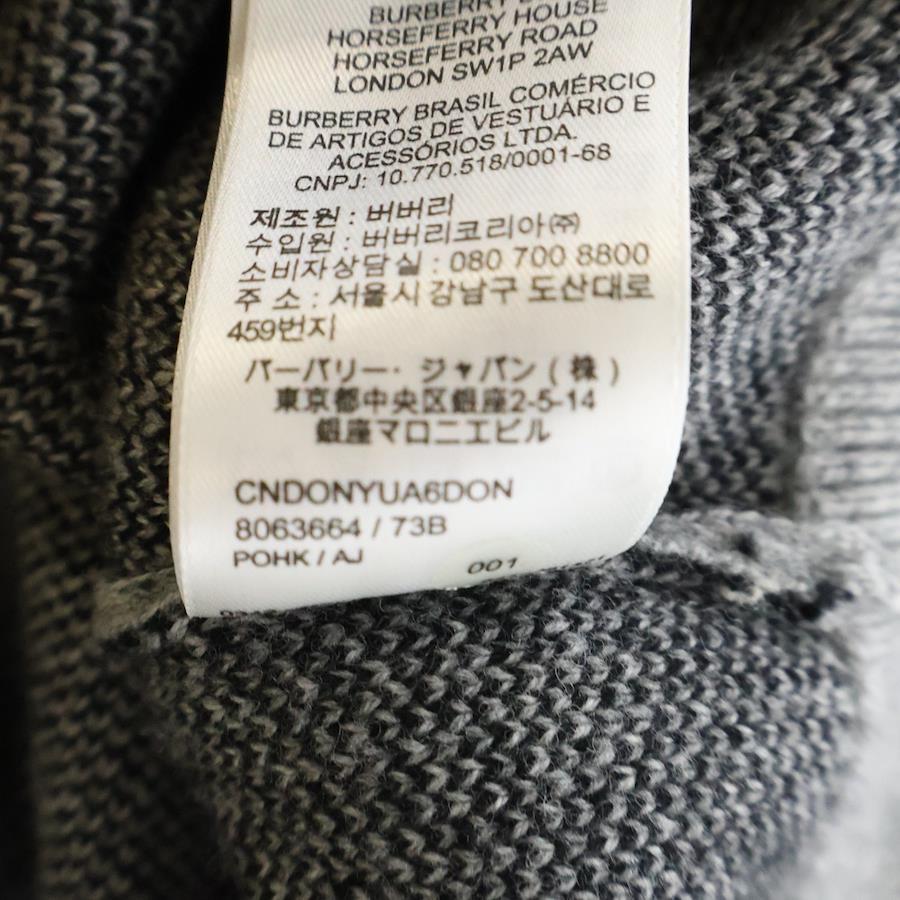 BURBERRY
HORSEFERRY HOUSE
HORSEFERRY ROAD
LONDON SW1P 2AW
BURBERRY BRASIL COMÉRCIO
DE ARTIGOS DE VESTUÁRIO E
ACESSÓRIOS LTDA.
CNPJ: 10.770.518/0001-68
제조원 : 버버리
수입원 : 버버리코리아㈜
소비자상담실 : 080 700 8800
주 소 : 서울시 강남구 도산대로
459번지
バーバリー・ジャパン ( 株 )
東京都中央区銀座2-5-14
銀座マロニエビル
CNDONYUA6DON
8063664 / 73B
POHK / AJ
001